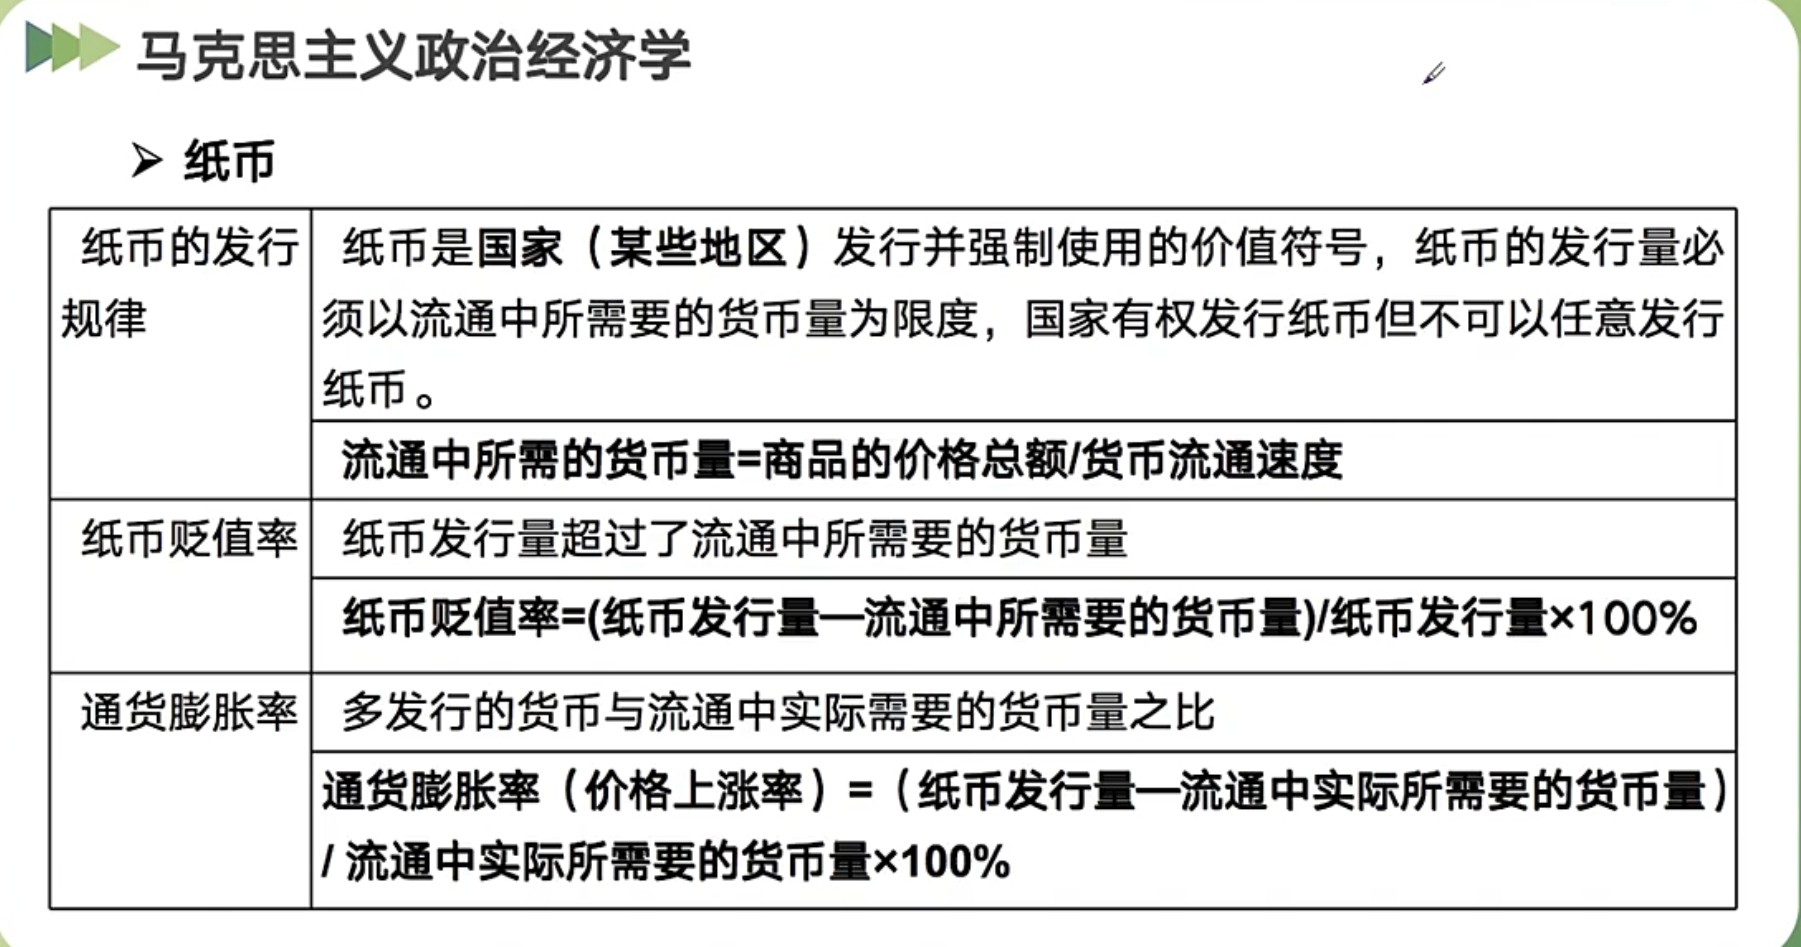 马克思主义政治经济学
纸币
纸币的发行
规律
纸币是国家（某些地区）发行并强制使用的价值符号，纸币的发行量必
须以流通中所需要的货币量为限度，国家有权发行纸币但不可以任意发行
纸币。
流通中所需的货币量=商品的价格总额/货币流通速度
纸币贬值率
纸币发行量超过了流通中所需要的货币量
纸币贬值率=(纸币发行量—流通中所需要的货币量)/纸币发行量×100%
通货膨胀率
多发行的货币与流通中实际需要的货币量之比
通货膨胀率（价格上涨率）=（纸币发行量—流通中实际所需要的货币量）
/ 流通中实际所需要的货币量×100%